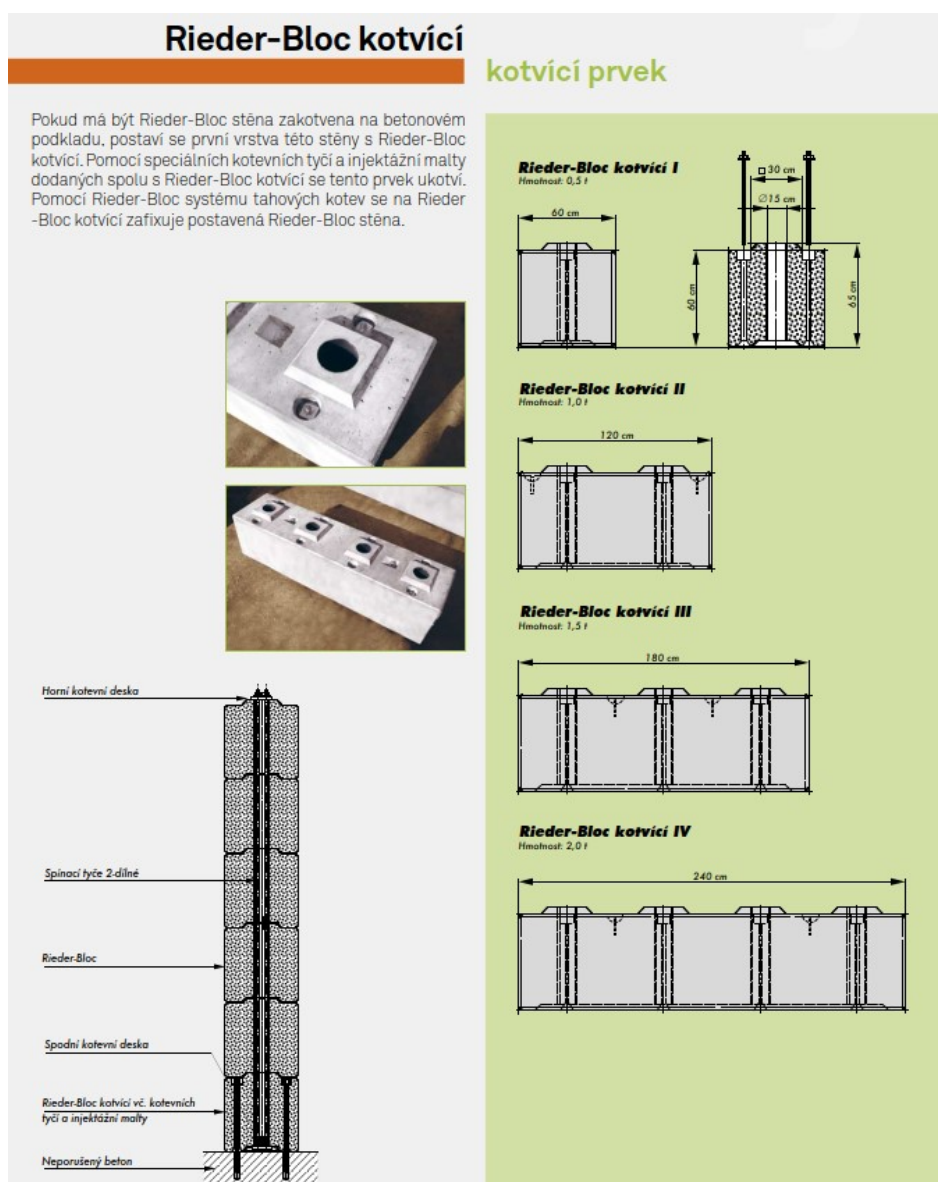 Rieder-Bloc kotvící
kotvící prvek
Pokud má být Rieder-Bloc stěna zakotvena na betonovém
podkladu, postaví se první vrstva této stěny s Rieder-Bloc
kotvící. Pomocí speciálních kotevních tyčí a injektážní malty
dodaných spolu s Rieder-Bloc kotvící se tento prvek ukotví.
Pomocí Rieder-Bloc systému tahových kotev se na Rieder
-Bloc kotvící zafixuje postavená Rieder-Bloc stěna.
Horní kotevní deska
Spínací tyče 2-dílné
Rieder-Bloc
Spodní kotevní deska
Rieder-Bloc kotvící vč. kotevních
tyčí a injektážní malty
Neporušený beton
Rieder-Bloc kotvící I
Hmotnost: 0,5 t
60 cm
□ 30 cm
∅ 15 cm
60 cm
65 cm
Rieder-Bloc kotvící II
Hmotnost: 1,0 t
120 cm
Rieder-Bloc kotvící III
Hmotnost: 1,5 t
180 cm
Rieder-Bloc kotvící IV
Hmotnost: 2,0 t
240 cm